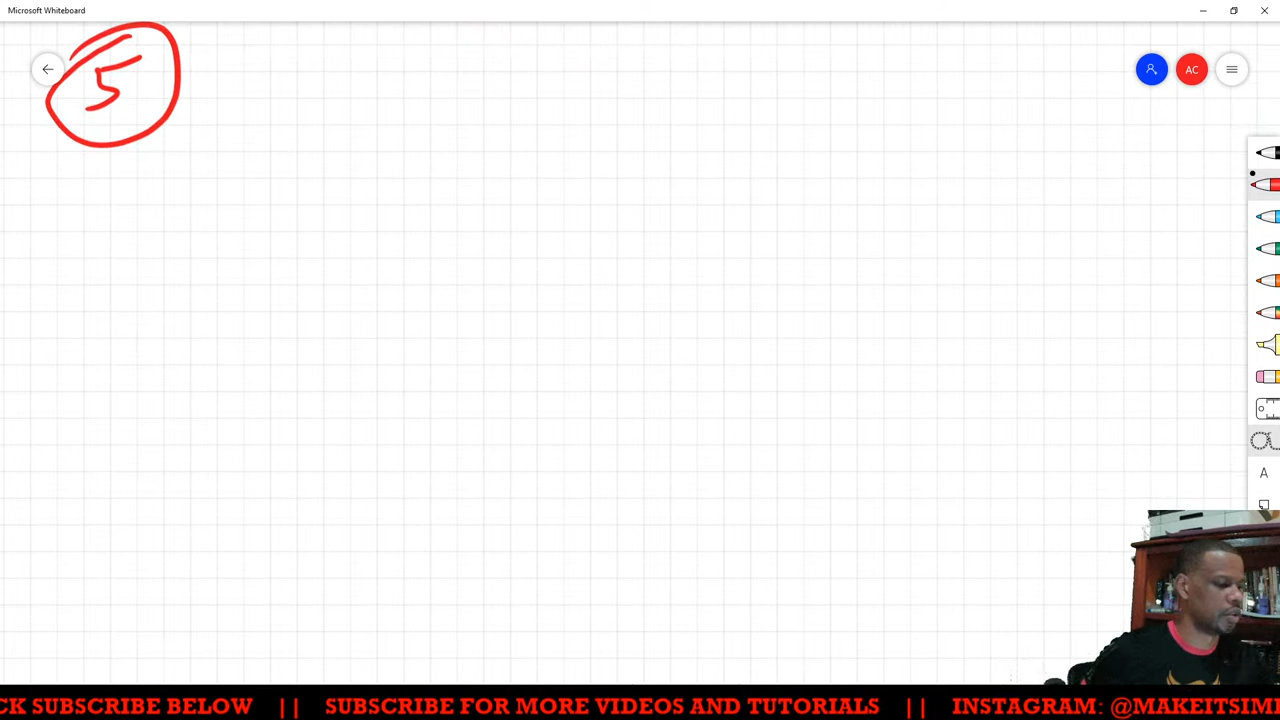 Microsoft Whiteboard
5
AC
A
CK SUBSCRIBE BELOW || SUBSCRIBE FOR MORE VIDEOS AND TUTORIALS || INSTAGRAM: @MAKEITSIMI